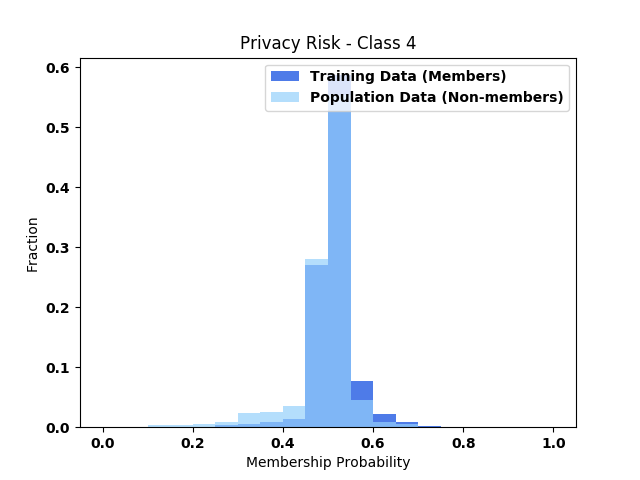 Privacy Risk - Class 4
Training Data (Members)
Population Data (Non-members)
0.6
0.5
0.4
0.3
0.2
0.1
0.0
Fraction
0.0 0.2 0.4 0.6 0.8 1.0
Membership Probability